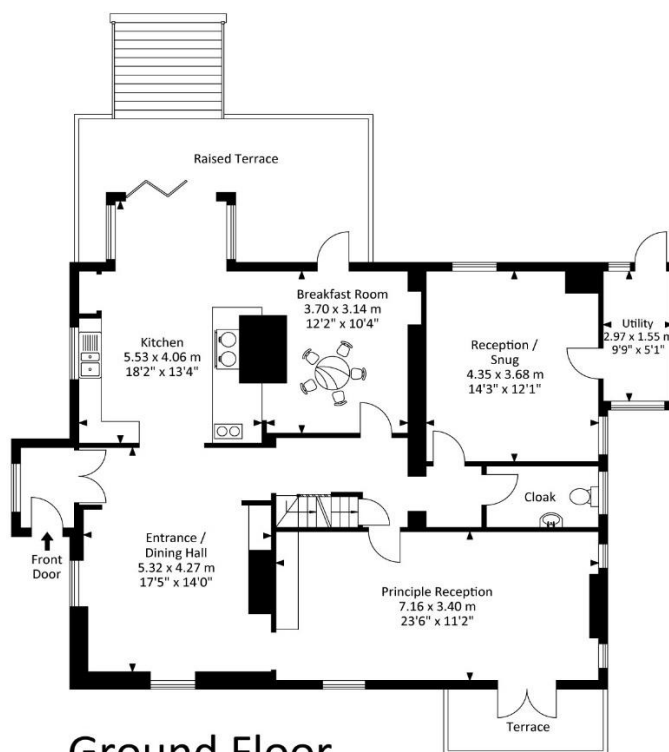 Raised Terrace
Breakfast Room
3.70 x 3.14 m
12'2" x 10'4"
Kitchen
5.53 x 4.06 m
18'2" x 13'4"
Reception /
Snug
4.35 x 3.68 m
14'3" x 12'1"
Utility
2.97 x 1.55 m
9'9" x 5'1"
Cloak
Front
Door
Entrance /
Dining Hall
5.32 x 4.27 m
17'5" x 14'0"
Principle Reception
7.16 x 3.40 m
23'6" x 11'2"
Terrace
Ground Floor